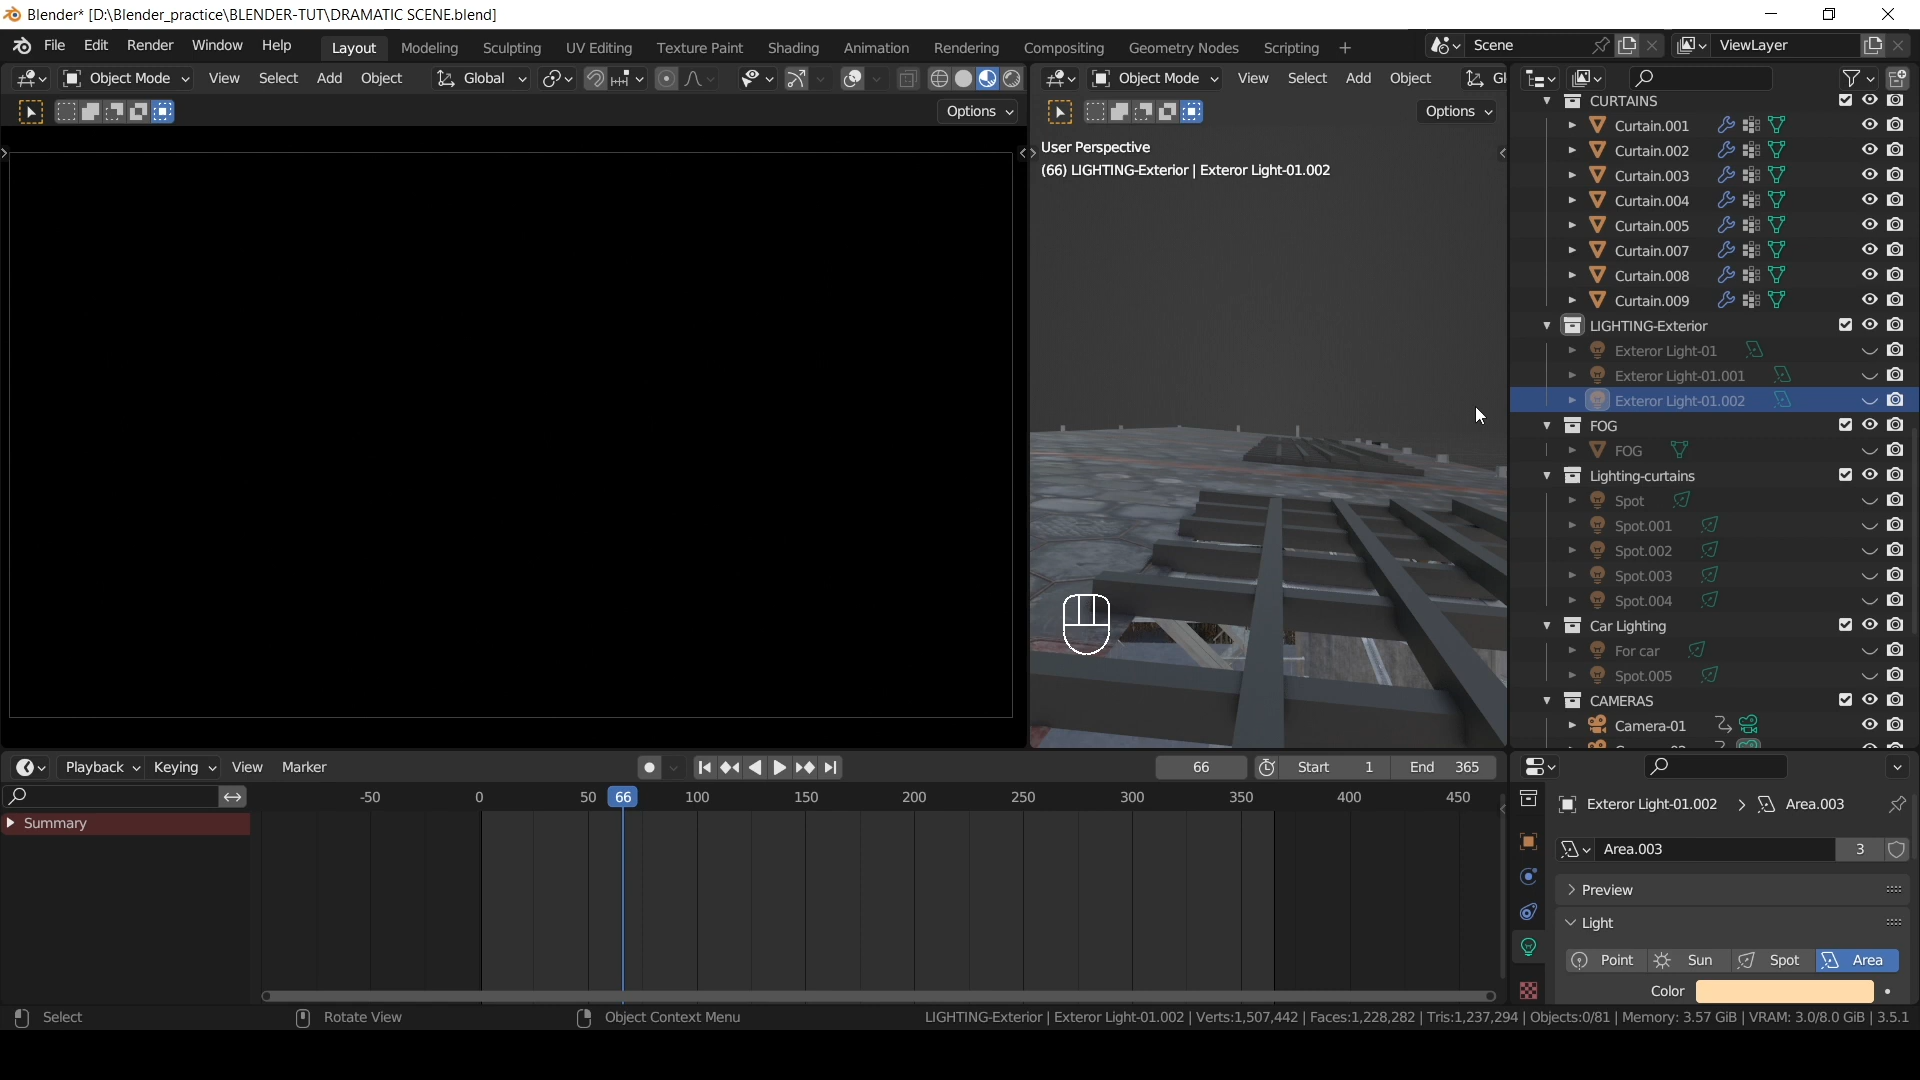 Blender* [D:\Blender_practice\BLENDER-TUT\DRAMATIC SCENE.blend]
File Edit Render Window Help Layout Modeling Sculpting UV Editing Texture Paint Shading Animation Rendering Compositing Geometry Nodes Scripting + Scene ViewLayer
Object Mode View Select Add Object Global Object Mode View Select Add Object Gl
Options Options
User Perspective
(66) LIGHTING-Exterior | Exteror Light-01.002
CURTAINS
Curtain.001
Curtain.002
Curtain.003
Curtain.004
Curtain.005
Curtain.007
Curtain.008
Curtain.009
LIGHTING-Exterior
Exteror Light-01
Exteror Light-01.001
Exteror Light-01.002
FOG
FOG
Lighting-curtains
Spot
Spot.001
Spot.002
Spot.003
Spot.004
Car Lighting
For car
Spot.005
CAMERAS
Camera-01
Playback Keying View Marker 66 Start 1 End 365
-50 0 50 66 100 150 200 250 300 350 400 450
Summary
Exteror Light-01.002 Area.003
Area.003 3
Preview
Light
Point Sun Spot Area
Color
Select Rotate View Object Context Menu LIGHTING-Exterior | Exteror Light-01.002 | Verts:1,507,442 | Faces:1,228,282 | Tris:1,237,294 | Objects:0/81 | Memory: 3.57 GiB | VRAM: 3.0/8.0 GiB | 3.5.1